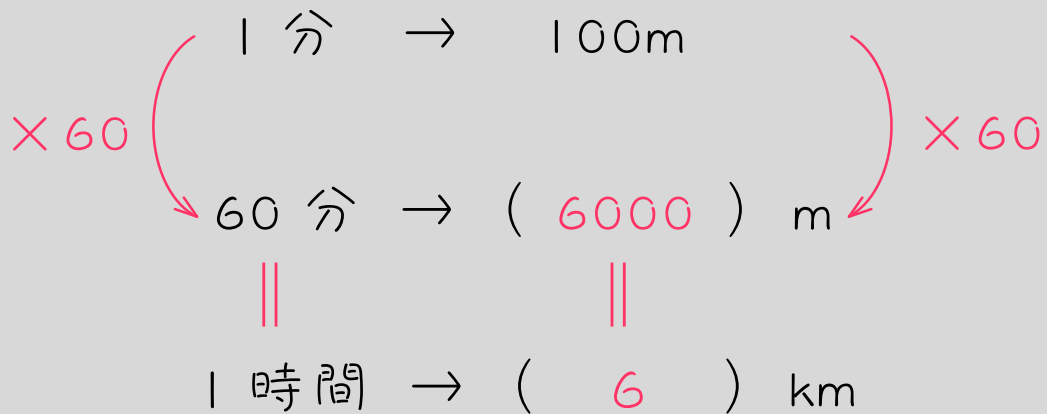 1分 → 100m
×60 ×60
60分 → ( 6000 ) m
|| ||
1時間 → ( 6 ) km